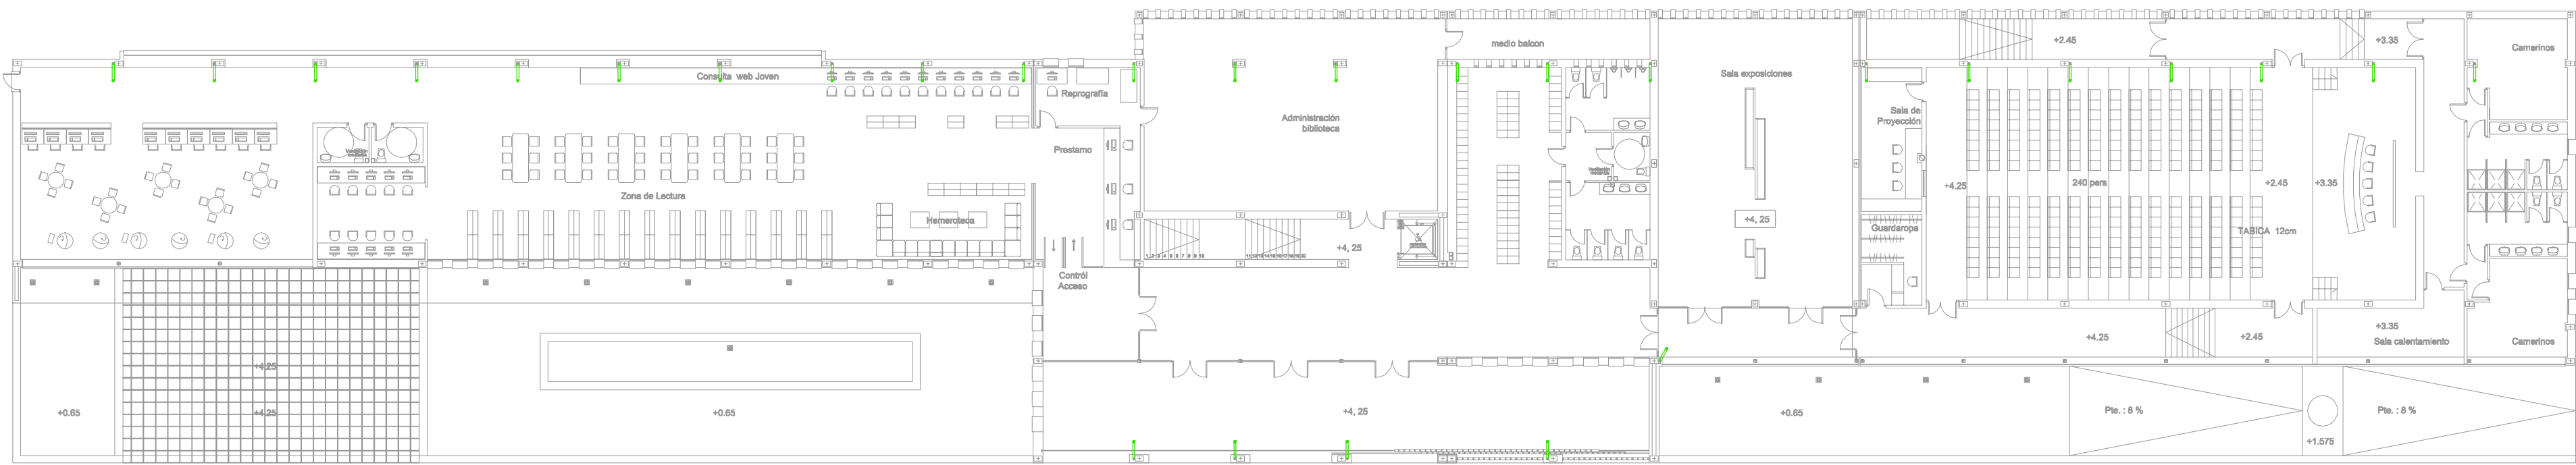 Consulta web Joven
Reprografía
Prestamo
Zona de Lectura
Hemeroteca
Contról
Acceso
+4.25
+4.25
+0.65
+0.65
Administración
biblioteca
medio balcon
+4, 25
+4, 25
Sala exposiciones
+4, 25
Sala de
Proyección
Guardaropa
+2.45
+3.35
+4.25
240 pers
+2.45
+3.35
TABICA 12cm
+4.25
+2.45
+3.35
Sala calentamiento
Camerinos
Camerinos
+0.65
Pte. : 8 %
+1.575
Pte. : 8 %